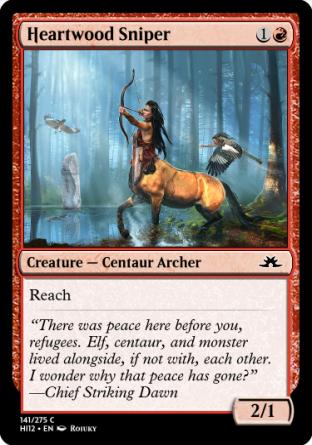 Heartwood Sniper 1
Creature — Centaur Archer
Reach
“There was peace here before you,
refugees. Elf, centaur, and monster
lived alongside, if not with, each other.
I wonder why that peace has gone?”
—Chief Striking Dawn
2/1
141/275 C
HI12 • EN Roiuky